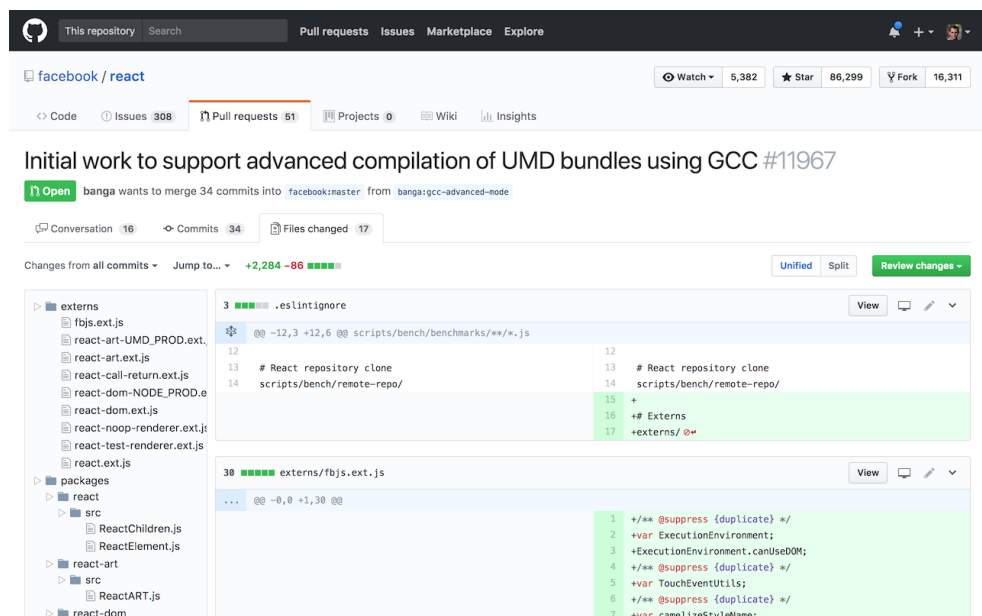 This repository Search Pull requests Issues Marketplace Explore
facebook / react Watch 5,382 Star 86,299 Fork 16,311
Code Issues 308 Pull requests 51 Projects 0 Wiki Insights
Initial work to support advanced compilation of UMD bundles using GCC #11967
Open banga wants to merge 34 commits into facebook:master from banga:gcc-advanced-mode
Conversation 16 Commits 34 Files changed 17
Changes from all commits Jump to... +2,284 −86 Unified Split Review changes
externs
fbjs.ext.js
react-art-UMD_PROD.ext.
react-art.ext.js
react-call-return.ext.js
react-dom-NODE_PROD.e
react-dom.ext.js
react-noop-renderer.ext.js
react-test-renderer.ext.js
react.ext.js
packages
react
src
ReactChildren.js
ReactElement.js
react-art
src
ReactART.js
react-dom
3 .eslintignore View
@@ -12,3 +12,6 @@ scripts/bench/benchmarks/**/*.js
12 12
13 # React repository clone 13 # React repository clone
14 scripts/bench/remote-repo/ 14 scripts/bench/remote-repo/
15 +
16 +# Externs
17 +externs/
30 externs/fbjs.ext.js View
... @@ -0,0 +1,30 @@
1 +/** @suppress {duplicate} */
2 +var ExecutionEnvironment;
3 +ExecutionEnvironment.canUseDOM;
4 +/** @suppress {duplicate} */
5 +var TouchEventUtils;
6 +/** @suppress {duplicate} */
7 +var camelizeStyleName;